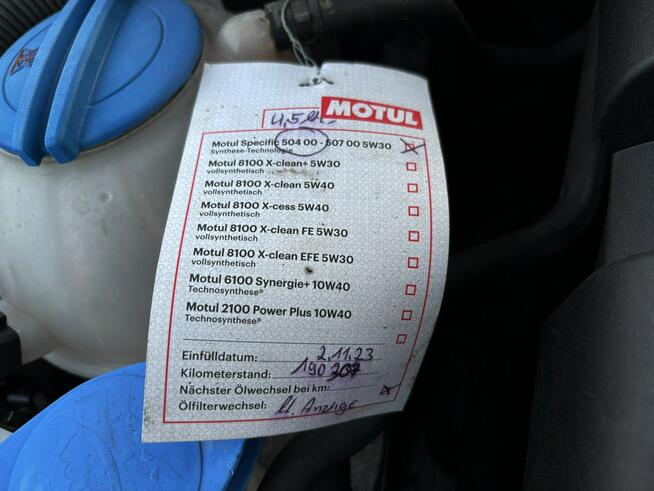 MOTUL
4,5 Ltr.
Motul Specific 504 00 - 507 00 5W30
Synthese-Technologie
Motul 8100 X-clean+ 5W30
vollsynthetisch
Motul 8100 X-clean 5W40
vollsynthetisch
Motul 8100 X-cess 5W40
vollsynthetisch
Motul 8100 X-clean FE 5W30
vollsynthetisch
Motul 8100 X-clean EFE 5W30
vollsynthetisch
Motul 6100 Synergie+ 10W40
Technosynthese®
Motul 2100 Power Plus 10W40
Technosynthese®
Einfülldatum: 2.11.23
Kilometerstand: 190 307
Nächster Ölwechsel bei km:
Ölfilterwechsel: lt. Anzeige